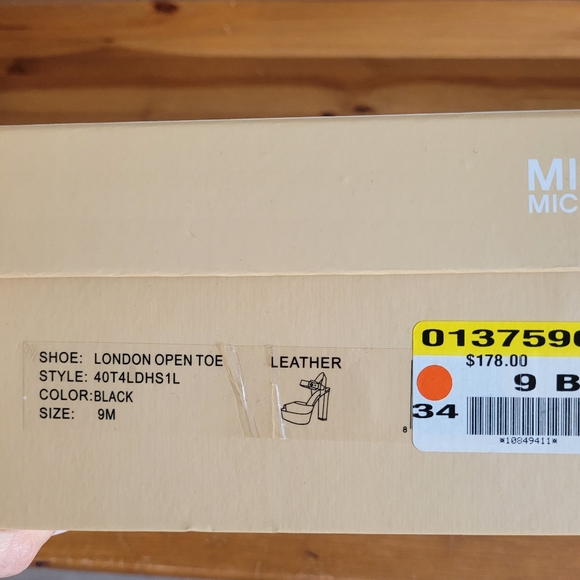 MI
MIC
SHOE: LONDON OPEN TOE LEATHER
STYLE: 40T4LDHS1L
COLOR:BLACK
SIZE: 9M
8
0137590
$178.00
9 B
34
*10849411*